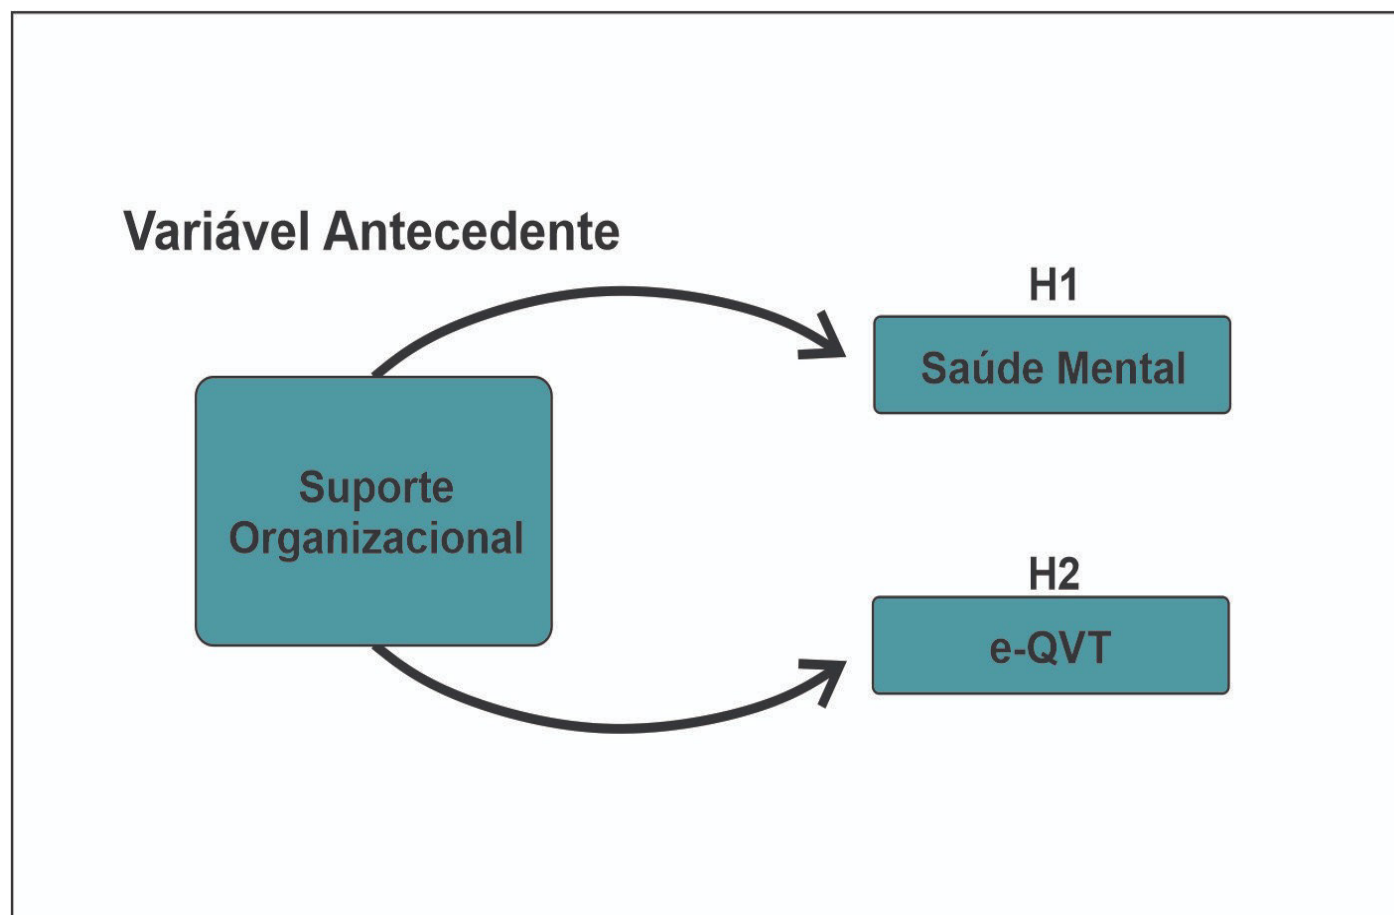 Variável Antecedente
H1
Saúde Mental
Suporte
Organizacional
H2
e-QVT